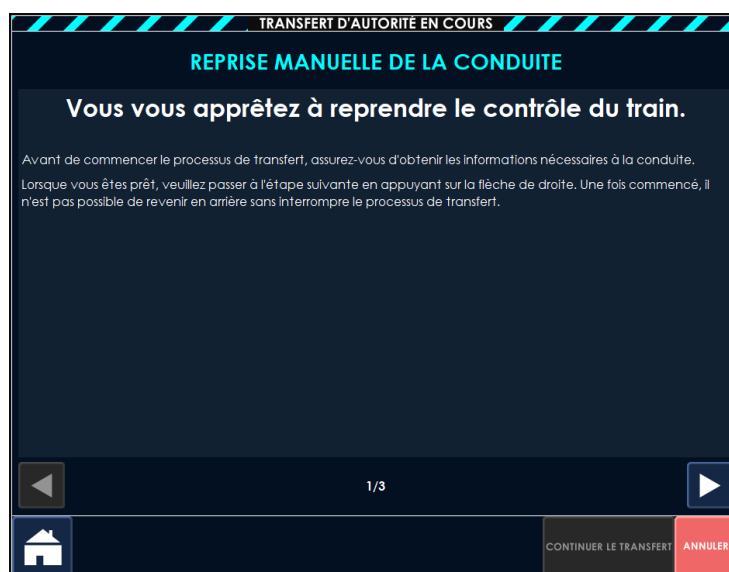 TRANSFERT D'AUTORITÉ EN COURS
REPRISE MANUELLE DE LA CONDUITE
Vous vous apprêtez à reprendre le contrôle du train.
Avant de commencer le processus de transfert, assurez-vous d'obtenir les informations nécessaires à la conduite.
Lorsque vous êtes prêt, veuillez passer à l'étape suivante en appuyant sur la flèche de droite. Une fois commencé, il
n'est pas possible de revenir en arrière sans interrompre le processus de transfert.
1/3
CONTINUER LE TRANSFERT
ANNULER